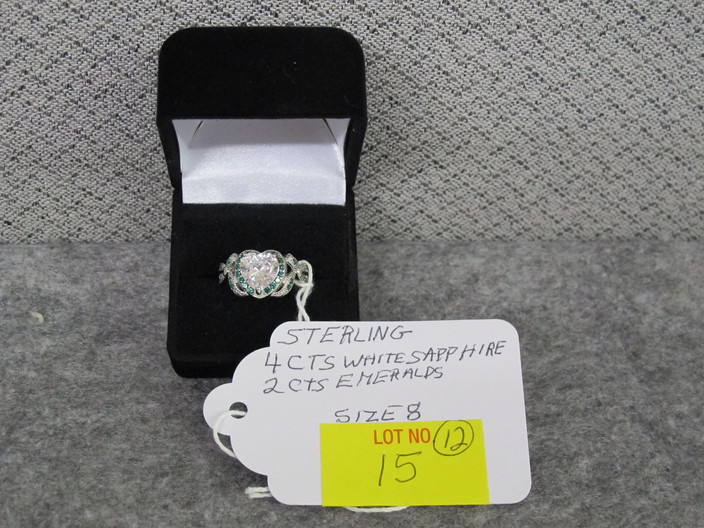 STERLING
4 CTS WHITE SAPPHIRE
2 CTS EMERALDS
SIZE 8
LOT NO. 12
15